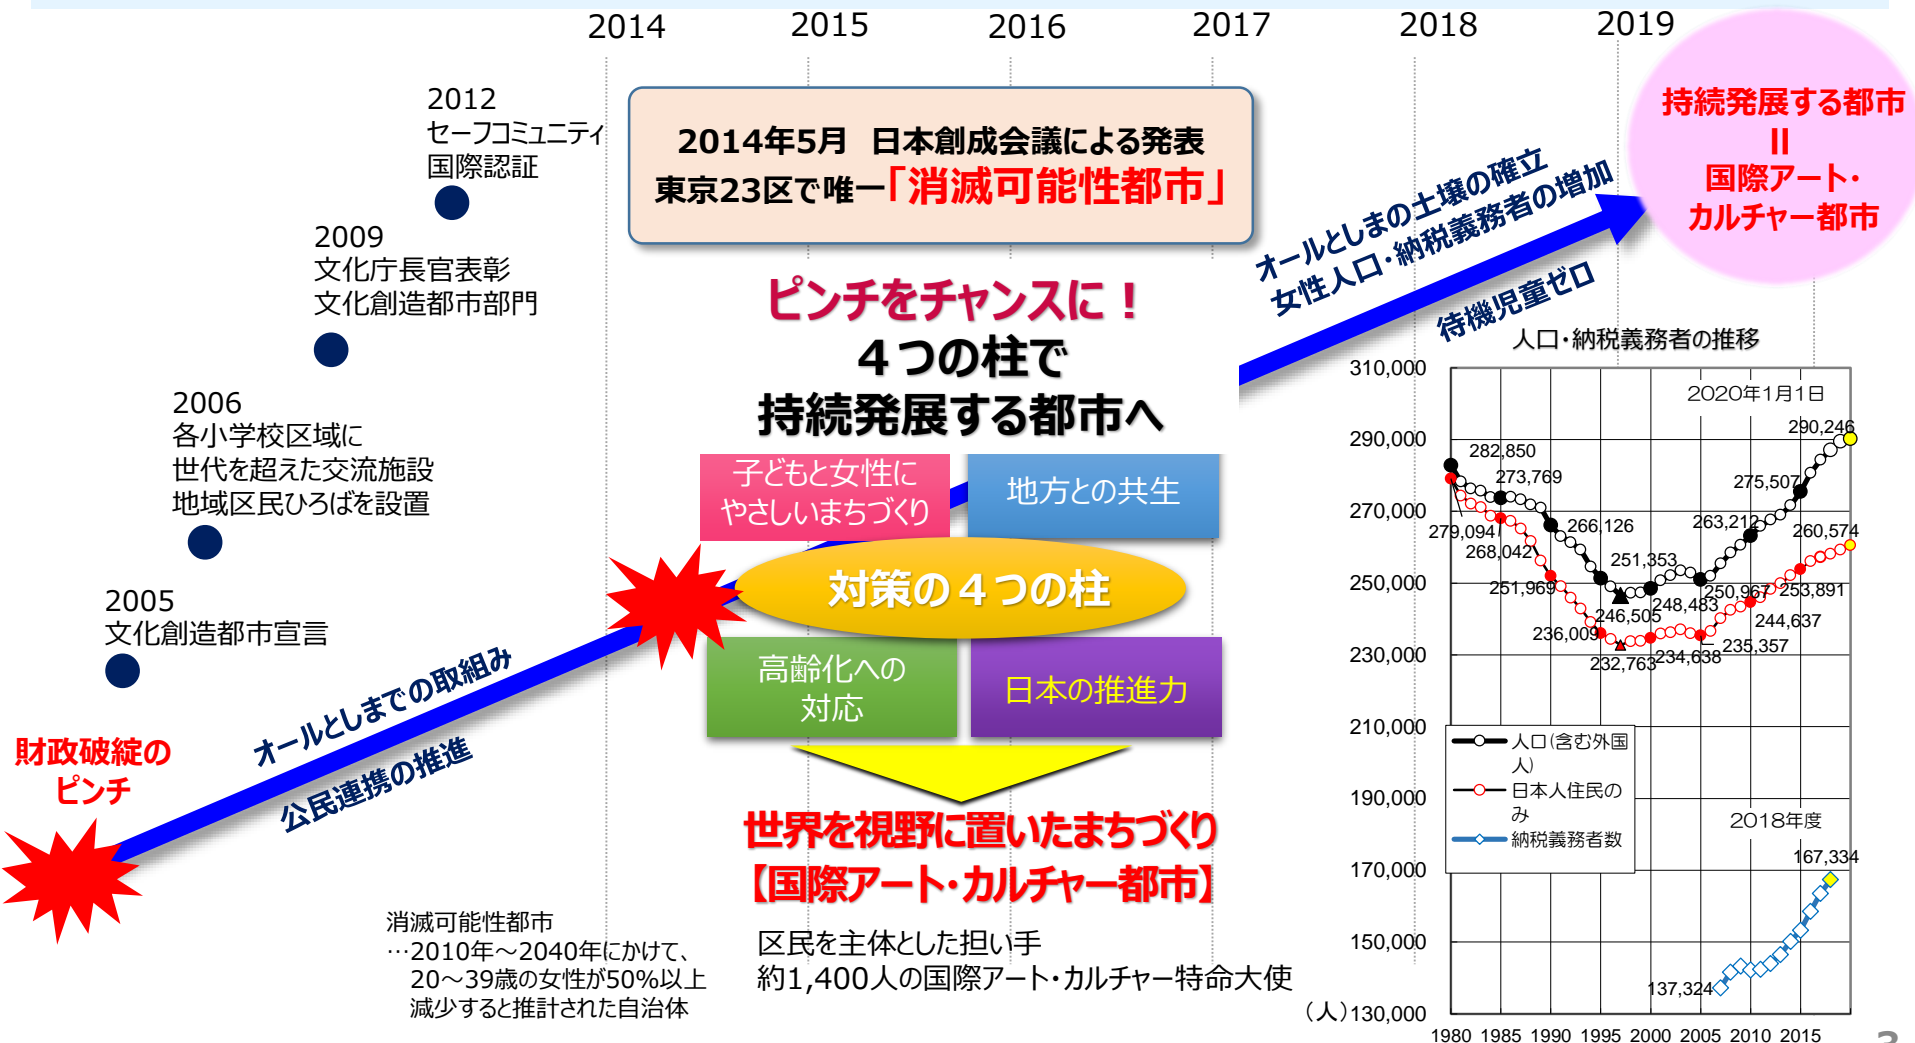 2014
2015
2016
2017
2018
2019
2012
セーフコミュニティ
国際認証
2009
文化庁長官表彰
文化創造都市部門
2006
各小学校区域に
世代を超えた交流施設
地域区民ひろばを設置
2005
文化創造都市宣言
財政破綻の
ピンチ
オールとしまでの取組み
公民連携の推進
2014年5月 日本創成会議による発表
東京23区で唯一「消滅可能性都市」
ピンチをチャンスに！
４つの柱で
持続発展する都市へ
子どもと女性に
やさしいまちづくり
地方との共生
対策の４つの柱
高齢化への
対応
日本の推進力
世界を視野に置いたまちづくり
【国際アート・カルチャー都市】
区民を主体とした担い手
約1,400人の国際アート・カルチャー特命大使
消滅可能性都市
…2010年～2040年にかけて、
20～39歳の女性が50％以上
減少すると推計された自治体
オールとしまの土壌の確立
女性人口・納税義務者の増加
待機児童ゼロ
持続発展する都市
＝
国際アート・
カルチャー都市
人口・納税義務者の推移
2020年1月1日
310,000
290,000
270,000
250,000
230,000
210,000
190,000
170,000
150,000
（人）130,000
282,850
273,769
266,126
251,353
246,505
248,483
250,967
263,212
275,507
290,246
279,094
268,042
251,969
236,009
232,763
234,638
235,357
244,637
253,891
260,574
人口（含む外国
人）
日本人住民の
み
納税義務者数
2018年度
167,334
137,324
1980 1985 1990 1995 2000 2005 2010 2015